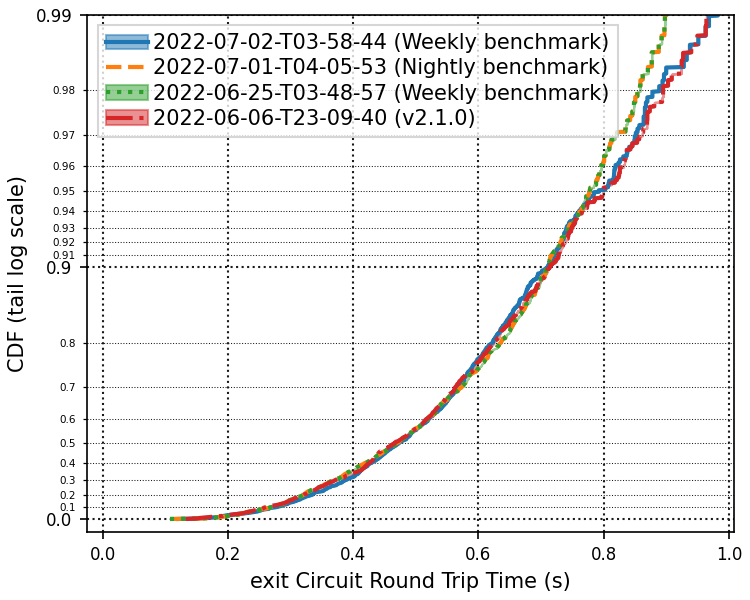 0.99
2022-07-02-T03-58-44 (Weekly benchmark)
2022-07-01-T04-05-53 (Nightly benchmark)
2022-06-25-T03-48-57 (Weekly benchmark)
2022-06-06-T23-09-40 (v2.1.0)
0.98
0.97
0.96
0.95
0.94
0.93
0.92
0.91
0.9
0.8
0.7
0.6
0.5
0.4
0.3
0.2
0.1
0.0
CDF (tail log scale)
0.0 0.2 0.4 0.6 0.8 1.0
exit Circuit Round Trip Time (s)